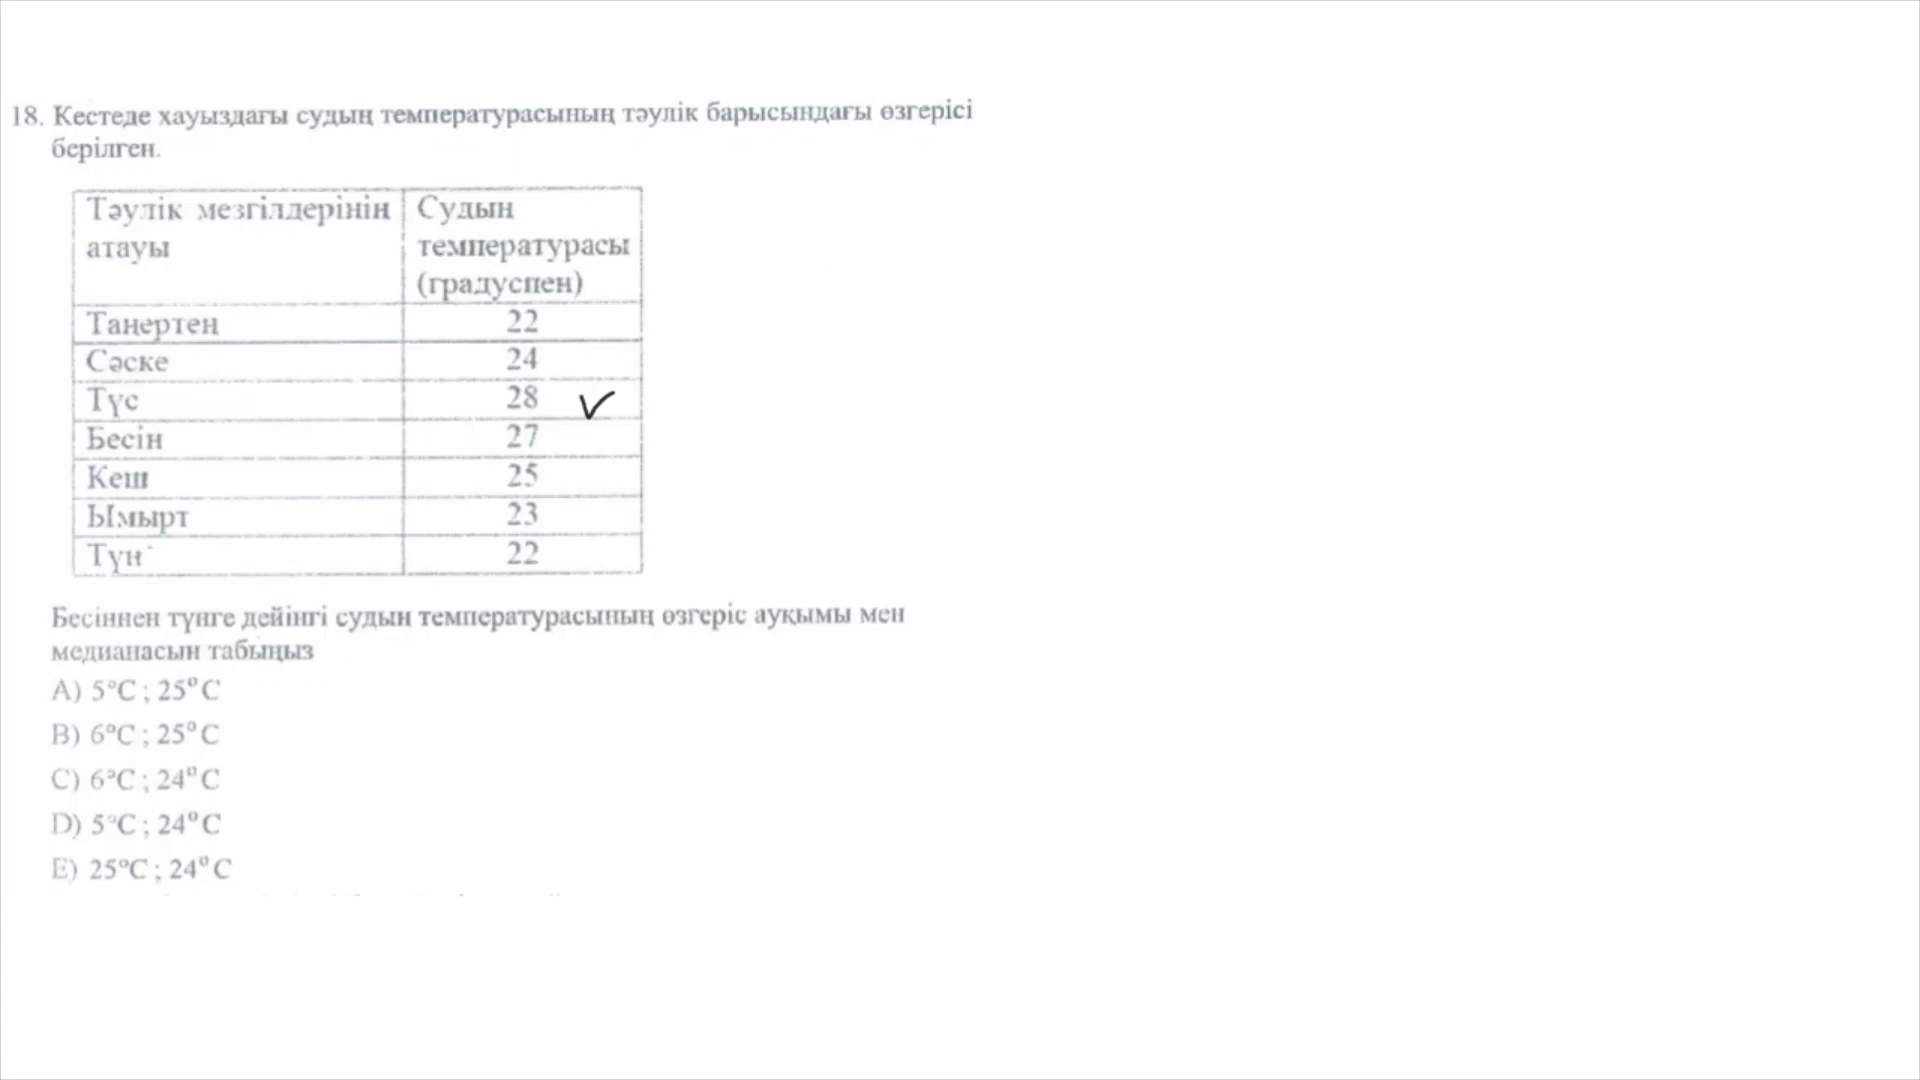 18. Кестеде хауыздағы судың температурасының тәулік барысындағы өзгерісі
берілген.
Тәулік мезгілдерінің атауы | Судың температурасы (градуспен)
Таңертең 22
Сәске 24
Түс 28 ✓
Бесін 27
Кеш 25
Ымырт 23
Түн 22
Бесіннен түнге дейінгі судың температурасының өзгеріс ауқымы мен
медианасын табыңыз
A) 5°C ; 25°C
B) 6°C ; 25°C
C) 6°C ; 24°C
D) 5°C ; 24°C
E) 25°C ; 24°C